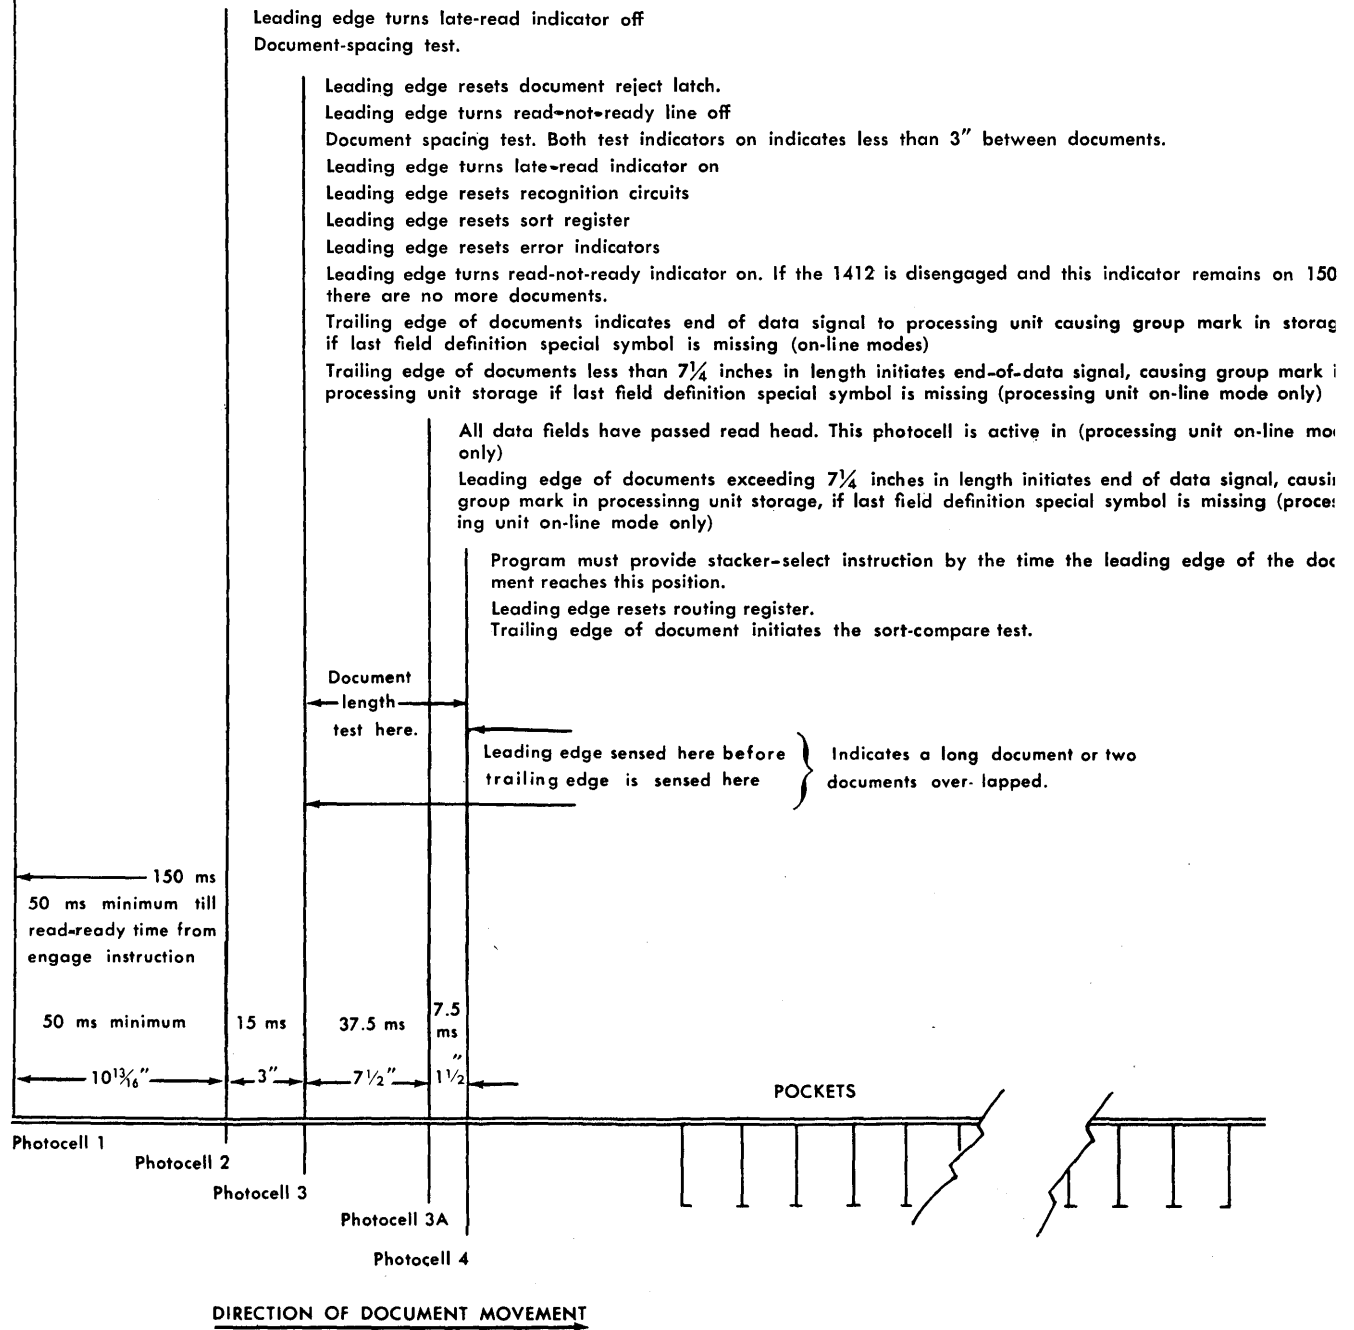 Leading edge turns late-read indicator off
Document-spacing test.
Leading edge resets document reject latch.
Leading edge turns read-not-ready line off
Document spacing test. Both test indicators on indicates less than 3" between documents.
Leading edge turns late-read indicator on
Leading edge resets recognition circuits
Leading edge resets sort register
Leading edge resets error indicators
Leading edge turns read-not-ready indicator on. If the 1412 is disengaged and this indicator remains on 150
there are no more documents.
Trailing edge of documents indicates end of data signal to processing unit causing group mark in storag
if last field definition special symbol is missing (on-line modes)
Trailing edge of documents less than 7¼ inches in length initiates end-of-data signal, causing group mark i
processing unit storage if last field definition special symbol is missing (processing unit on-line mode only)
All data fields have passed read head. This photocell is active in (processing unit on-line mo
only)
Leading edge of documents exceeding 7¼ inches in length initiates end of data signal, causi
group mark in processinng unit storage, if last field definition special symbol is missing (proces
ing unit on-line mode only)
Program must provide stacker-select instruction by the time the leading edge of the doc
ment reaches this position.
Leading edge resets routing register.
Trailing edge of document initiates the sort-compare test.
Document
length
test here.
Leading edge sensed here before
trailing edge is sensed here
Indicates a long document or two
documents over- lapped.
150 ms
50 ms minimum till
read-ready time from
engage instruction
50 ms minimum
15 ms
37.5 ms
7.5
ms
10 13/16"
3"
7½"
1½"
POCKETS
Photocell 1
Photocell 2
Photocell 3
Photocell 3A
Photocell 4
DIRECTION OF DOCUMENT MOVEMENT